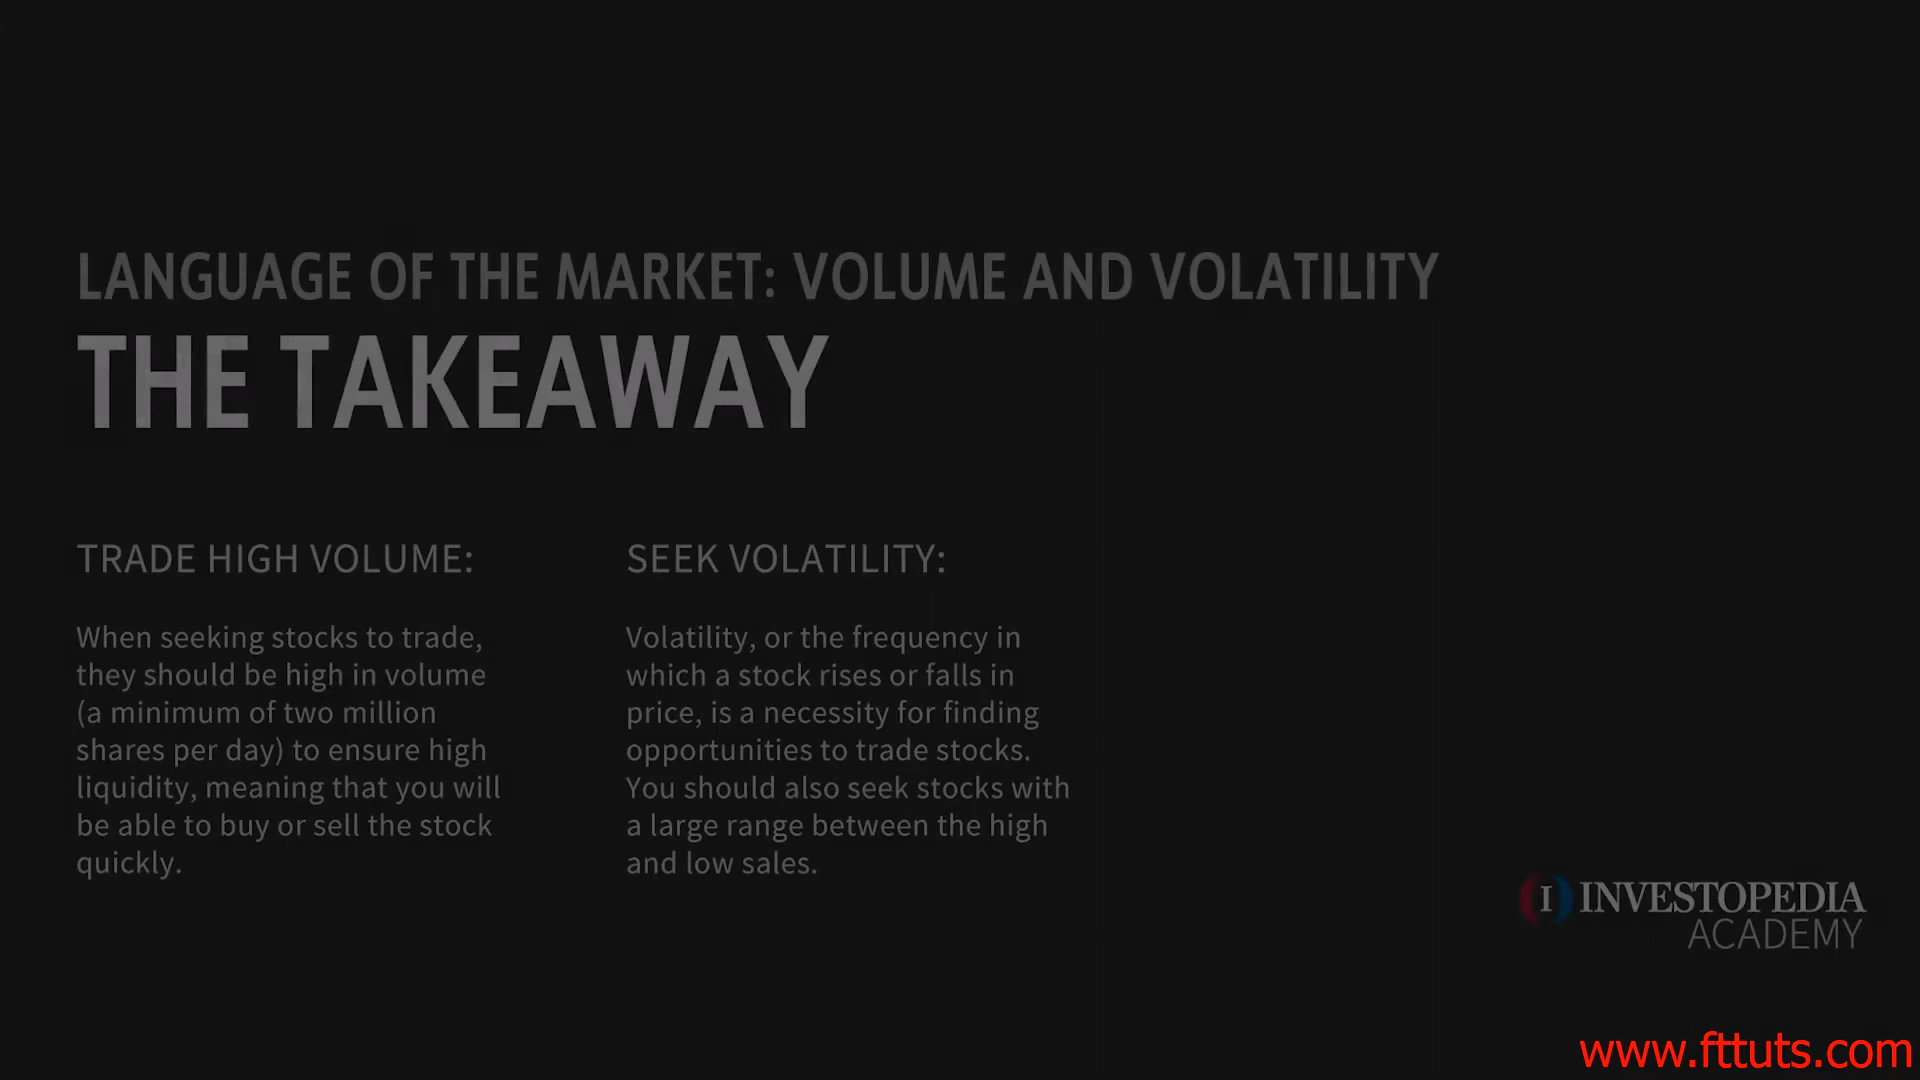 LANGUAGE OF THE MARKET: VOLUME AND VOLATILITY
THE TAKEAWAY
TRADE HIGH VOLUME:
When seeking stocks to trade,
they should be high in volume
(a minimum of two million
shares per day) to ensure high
liquidity, meaning that you will
be able to buy or sell the stock
quickly.
SEEK VOLATILITY:
Volatility, or the frequency in
which a stock rises or falls in
price, is a necessity for finding
opportunities to trade stocks.
You should also seek stocks with
a large range between the high
and low sales.
I INVESTOPEDIA
ACADEMY
www.fttuts.com